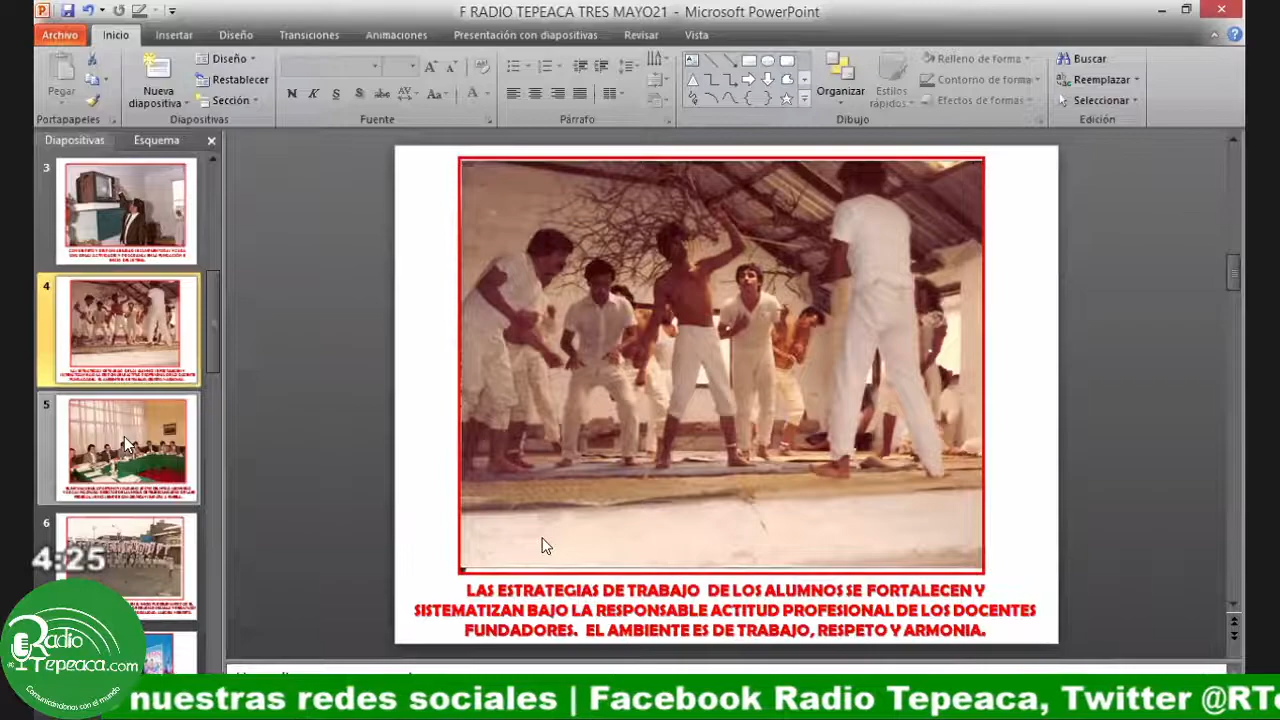 F RADIO TEPEACA TRES MAYO21 - Microsoft PowerPoint
Archivo Inicio Insertar Diseño Transiciones Animaciones Presentación con diapositivas Revisar Vista
Pegar
Nueva diapositiva
Diseño
Restablecer
Sección
Organizar
Estilos rápidos
Relleno de forma
Contorno de forma
Efectos de formas
Buscar
Reemplazar
Seleccionar
Portapapeles Diapositivas Fuente Párrafo Dibujo Edición
Diapositivas Esquema
3
4
5
6
LAS ESTRATEGIAS DE TRABAJO DE LOS ALUMNOS SE FORTALECEN Y
SISTEMATIZAN BAJO LA RESPONSABLE ACTITUD PROFESIONAL DE LOS DOCENTES
FUNDADORES. EL AMBIENTE ES DE TRABAJO, RESPETO Y ARMONIA.
4:25
Radio
Tepeaca.com
Comunicándonos con el mundo
nuestras redes sociales | Facebook Radio Tepeaca, Twitter @RT